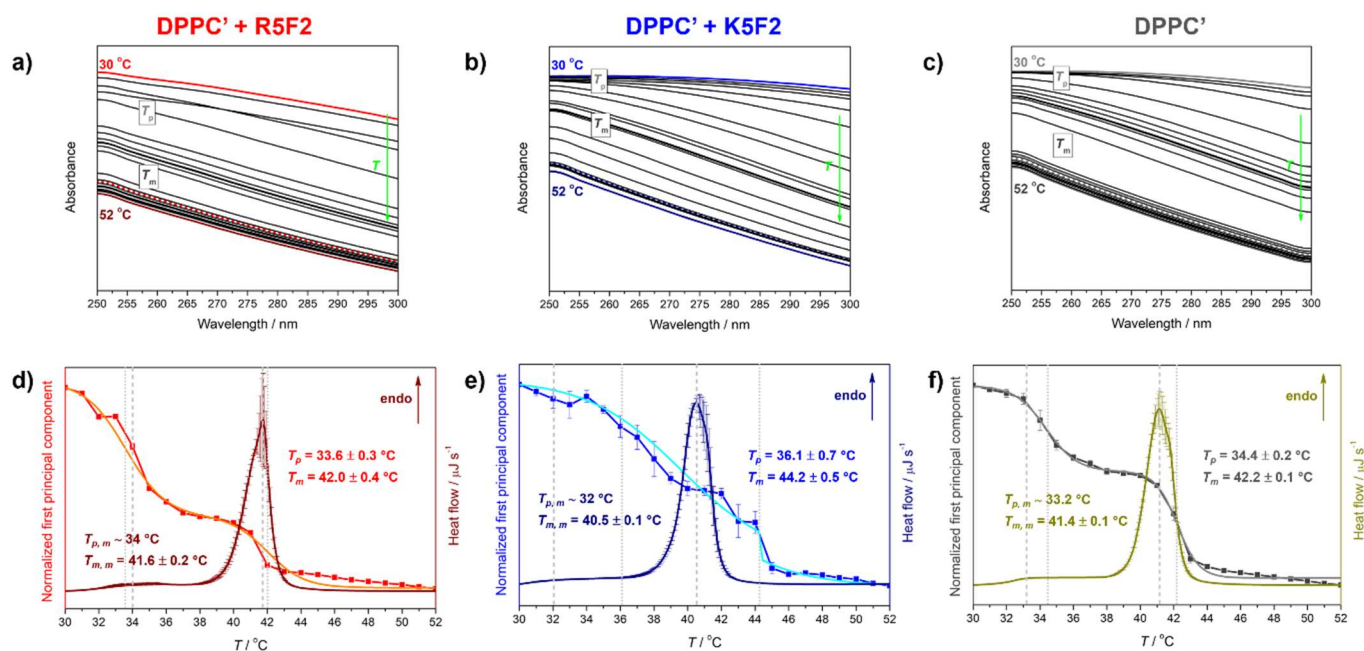 DPPC' + R5F2
DPPC' + K5F2
DPPC'
a)
30 °C
Tp
Tm
52 °C
T
Absorbance
250 255 260 265 270 275 280 285 290 295 300
Wavelength / nm
b)
30 °C
Tp
Tm
52 °C
T
Absorbance
250 255 260 265 270 275 280 285 290 295 300
Wavelength / nm
c)
30 °C
Tp
Tm
52 °C
T
Absorbance
250 255 260 265 270 275 280 285 290 295 300
Wavelength / nm
d)
Normalized first principal component
endo
Tp = 33.6 ± 0.3 °C
Tm = 42.0 ± 0.4 °C
Tp, m ~ 34 °C
Tm, m = 41.6 ± 0.2 °C
Heat flow / µJ s⁻¹
30 32 34 36 38 40 42 44 46 48 50 52
T / °C
e)
Normalized first principal component
endo
Tp = 36.1 ± 0.7 °C
Tm = 44.2 ± 0.5 °C
Tp, m ~ 32 °C
Tm, m = 40.5 ± 0.1 °C
Heat flow / µJ s⁻¹
30 32 34 36 38 40 42 44 46 48 50 52
T / °C
f)
Normalized first principal component
endo
Tp = 34.4 ± 0.2 °C
Tm = 42.2 ± 0.1 °C
Tp, m ~ 33.2 °C
Tm, m = 41.4 ± 0.1 °C
Heat flow / µJ s⁻¹
30 32 34 36 38 40 42 44 46 48 50 52
T / °C